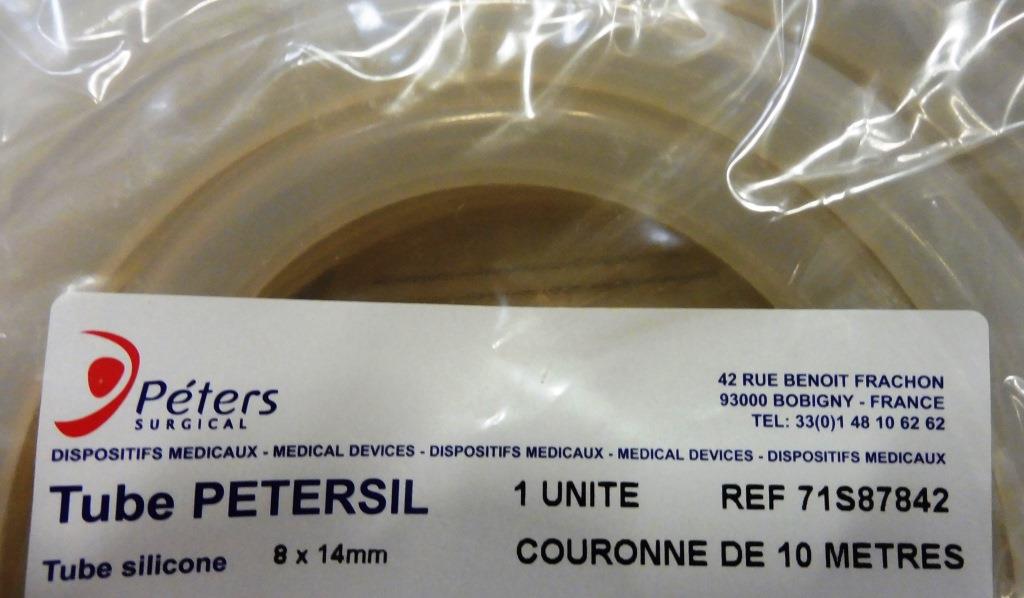 Péters
SURGICAL
42 RUE BENOIT FRACHON
93000 BOBIGNY - FRANCE
TEL: 33(0)1 48 10 62 62
DISPOSITIFS MEDICAUX - MEDICAL DEVICES - DISPOSITIFS MEDICAUX - MEDICAL DEVICES - DISPOSITIFS MEDICAUX
Tube PETERSIL 1 UNITE REF 71S87842
Tube silicone 8 x 14mm COURONNE DE 10 METRES